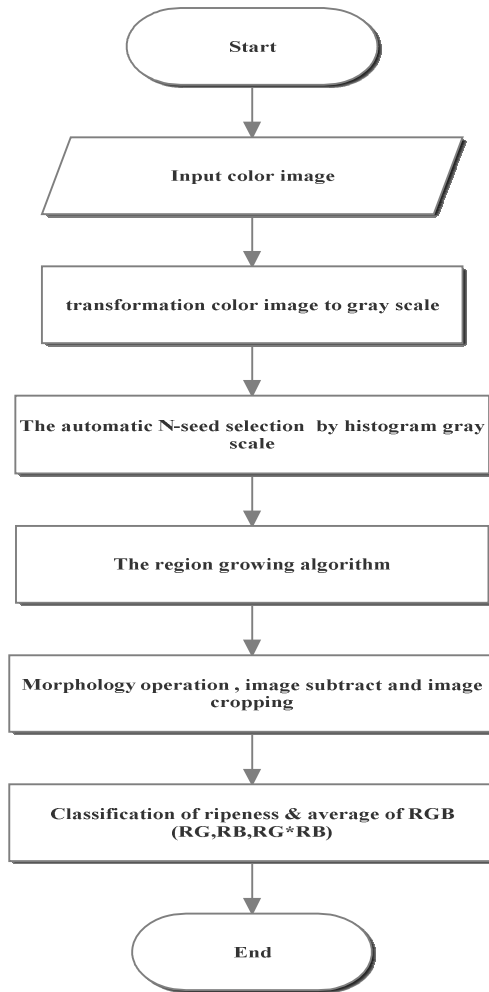 Start
Input color image
transformation color image to gray scale
The automatic N-seed selection by histogram gray
scale
The region growing algorithm
Morphology operation , image subtract and image
cropping
Classification of ripeness & average of RGB
(RG,RB,RG*RB)
End